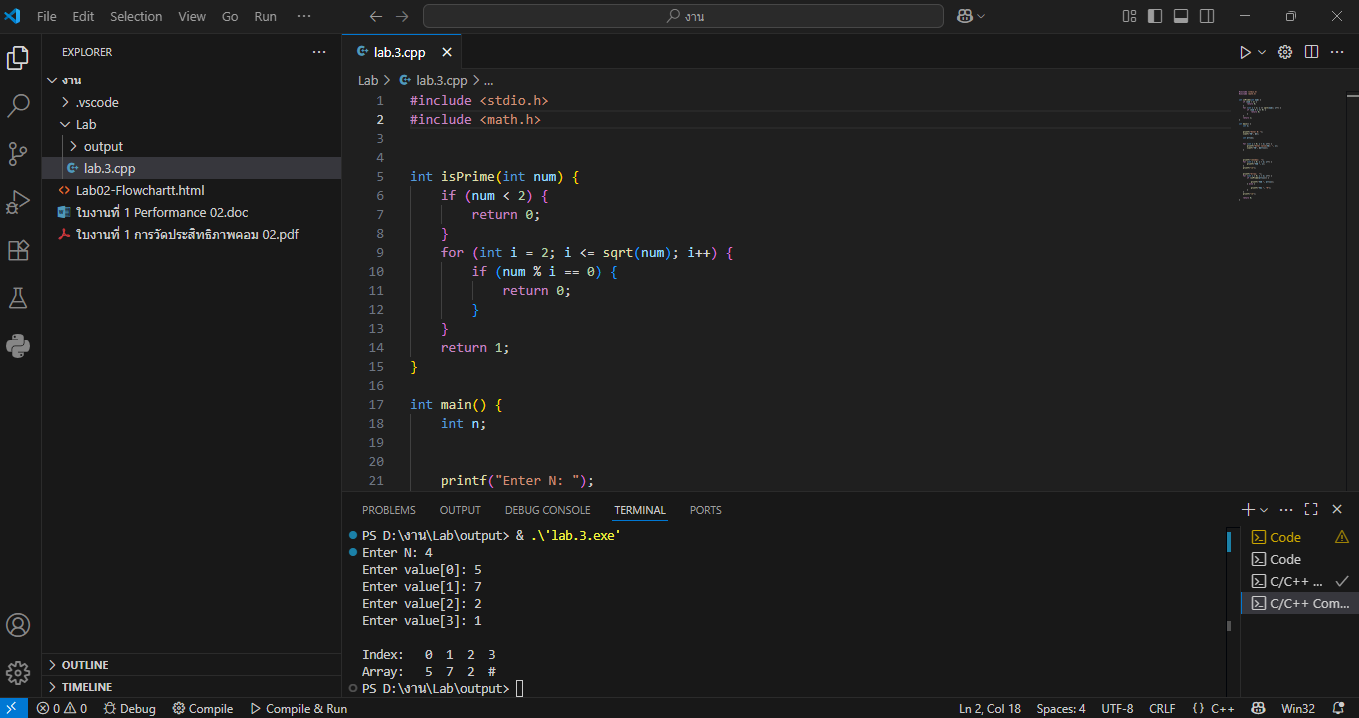 File Edit Selection View Go Run ···
งาน
EXPLORER ···
งาน
.vscode
Lab
output
lab.3.cpp
Lab02-Flowchartt.html
ใบงานที่ 1 Performance 02.doc
ใบงานที่ 1 การวัดประสิทธิภาพคอม 02.pdf
OUTLINE
TIMELINE
lab.3.cpp
Lab > lab.3.cpp > ...
1 #include <stdio.h>
2 #include <math.h>
3
4
5 int isPrime(int num) {
6 if (num < 2) {
7 return 0;
8 }
9 for (int i = 2; i <= sqrt(num); i++) {
10 if (num % i == 0) {
11 return 0;
12 }
13 }
14 return 1;
15 }
16
17 int main() {
18 int n;
19
20
21 printf("Enter N: ");
PROBLEMS OUTPUT DEBUG CONSOLE TERMINAL PORTS
PS D:\งาน\Lab\output> & .\'lab.3.exe'
Enter N: 4
Enter value[0]: 5
Enter value[1]: 7
Enter value[2]: 2
Enter value[3]: 1
Index: 0 1 2 3
Array: 5 7 2 #
PS D:\งาน\Lab\output>
Code
Code
C/C++ ...
C/C++ Com...
0 0 Debug Compile Compile & Run Ln 2, Col 18 Spaces: 4 UTF-8 CRLF {} C++ Win32